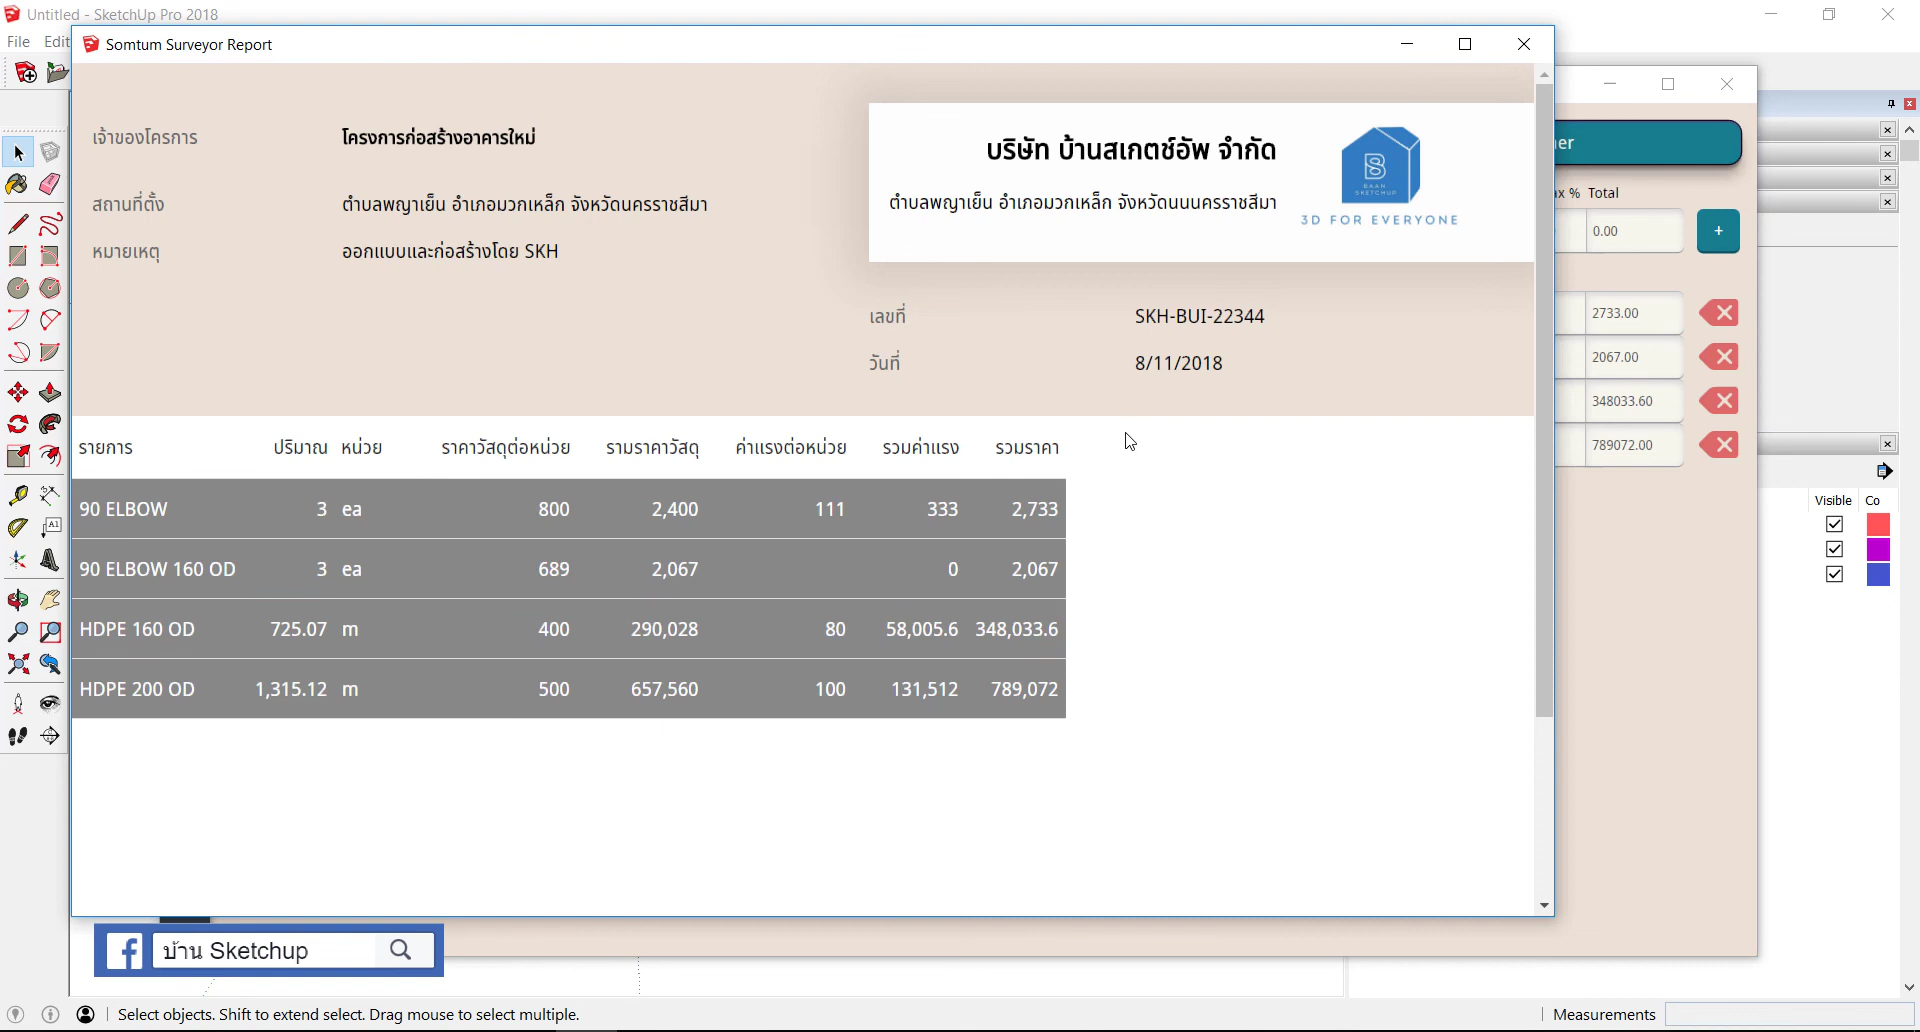 Untitled - SketchUp Pro 2018
File Edit
Somtum Surveyor Report
เจ้าของโครการ โครงการก่อสร้างอาคารใหม่
สถานที่ตั้ง ตำบลพญาเย็น อำเภอมวกเหล็ก จังหวัดนครราชสีมา
หมายเหตุ ออกแบบและก่อสร้างโดย SKH
บริษัท บ้านสเกตช์อัพ จำกัด
ตำบลพญาเย็น อำเภอมวกเหล็ก จังหวัดนนนครราชสีมา
BAAN
SKETCHUP
3D FOR EVERYONE
เลขที่ SKH-BUI-22344
วันที่ 8/11/2018
รายการ ปริมาณ หน่วย ราคาวัสดุต่อหน่วย รามราคาวัสดุ ค่าแรงต่อหน่วย รวมค่าแรง รวมราคา
90 ELBOW 3 ea 800 2,400 111 333 2,733
90 ELBOW 160 OD 3 ea 689 2,067 0 2,067
HDPE 160 OD 725.07 m 400 290,028 80 58,005.6 348,033.6
HDPE 200 OD 1,315.12 m 500 657,560 100 131,512 789,072
% Total
0.00 +
2733.00
2067.00
348033.60
789072.00
Visible Co
A1
บ้าน Sketchup
Select objects. Shift to extend select. Drag mouse to select multiple.
Measurements